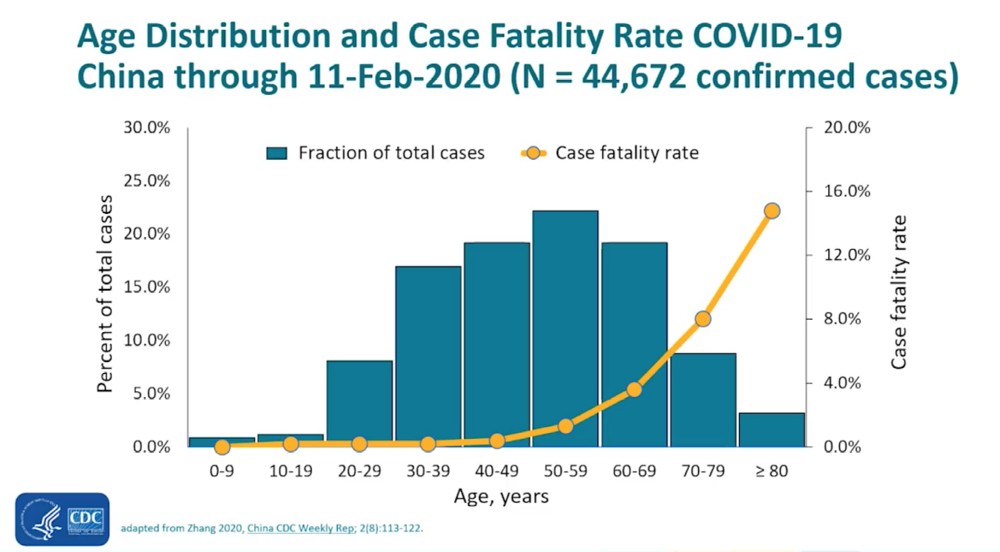 Age Distribution and Case Fatality Rate COVID-19
China through 11-Feb-2020 (N = 44,672 confirmed cases)
Fraction of total cases
Case fatality rate
Percent of total cases
30.0%
25.0%
20.0%
15.0%
10.0%
5.0%
0.0%
20.0%
16.0%
12.0%
8.0%
4.0%
0.0%
Case fatality rate
0-9 10-19 20-29 30-39 40-49 50-59 60-69 70-79 ≥ 80
Age, years
CDC
adapted from Zhang 2020, China CDC Weekly Rep; 2(8):113-122.